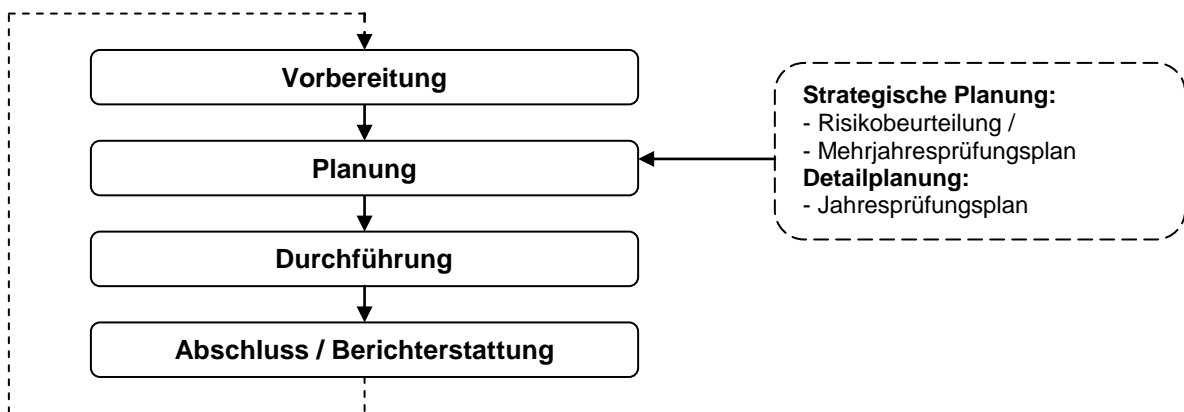 Vorbereitung
Planung
Durchführung
Abschluss / Berichterstattung
Strategische Planung:
- Risikobeurteilung /
- Mehrjahresprüfungsplan
Detailplanung:
- Jahresprüfungsplan